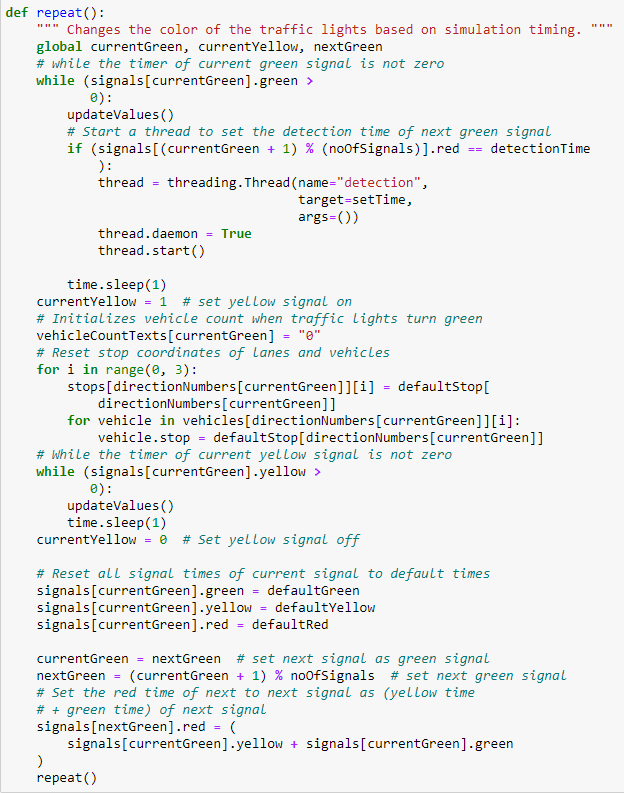 def repeat():
    """ Changes the color of the traffic lights based on simulation timing. """
    global currentGreen, currentYellow, nextGreen
    # while the timer of current green signal is not zero
    while (signals[currentGreen].green >
           0):
        updateValues()
        # Start a thread to set the detection time of next green signal
        if (signals[(currentGreen + 1) % (noOfSignals)].red == detectionTime
            ):
            thread = threading.Thread(name="detection",
                                      target=setTime,
                                      args=())
            thread.daemon = True
            thread.start()

        time.sleep(1)
    currentYellow = 1  # set yellow signal on
    # Initializes vehicle count when traffic lights turn green
    vehicleCountTexts[currentGreen] = "0"
    # Reset stop coordinates of lanes and vehicles
    for i in range(0, 3):
        stops[directionNumbers[currentGreen]][i] = defaultStop[
            directionNumbers[currentGreen]]
        for vehicle in vehicles[directionNumbers[currentGreen]][i]:
            vehicle.stop = defaultStop[directionNumbers[currentGreen]]
    # While the timer of current yellow signal is not zero
    while (signals[currentGreen].yellow >
           0):
        updateValues()
        time.sleep(1)
    currentYellow = 0  # Set yellow signal off

    # Reset all signal times of current signal to default times
    signals[currentGreen].green = defaultGreen
    signals[currentGreen].yellow = defaultYellow
    signals[currentGreen].red = defaultRed

    currentGreen = nextGreen  # set next signal as green signal
    nextGreen = (currentGreen + 1) % noOfSignals  # set next green signal
    # Set the red time of next to next signal as (yellow time
    # + green time) of next signal
    signals[nextGreen].red = (
        signals[currentGreen].yellow + signals[currentGreen].green
    )
    repeat()